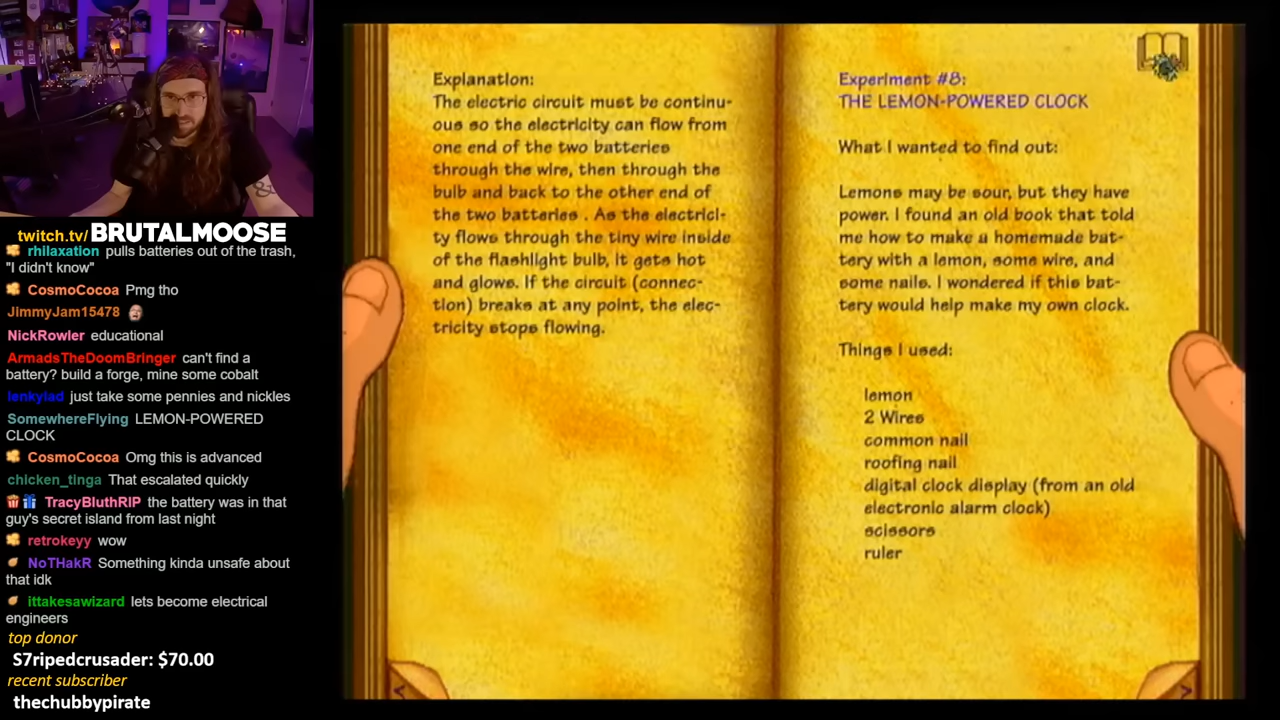 twitch.tv/BRUTALMOOSE
rhilaxation pulls batteries out of the trash,
"I didn't know"
CosmoCocoa Pmg tho
JimmyJam15478
NickRowler educational
ArmadsTheDoomBringer can't find a
battery? build a forge, mine some cobalt
lenkylad just take some pennies and nickles
SomewhereFlying LEMON-POWERED
CLOCK
CosmoCocoa Omg this is advanced
chicken_tinga That escalated quickly
TracyBluthRIP the battery was in that
guy's secret island from last night
retrokeyy wow
NoTHakR Something kinda unsafe about
that idk
ittakesawizard lets become electrical
engineers
top donor
S7ripedcrusader: $70.00
recent subscriber
thechubbypirate
Explanation:
The electric circuit must be continu-
ous so the electricity can flow from
one end of the two batteries
through the wire, then through the
bulb and back to the other end of
the two batteries . As the electrici-
ty flows through the tiny wire inside
of the flashlight bulb, it gets hot
and glows. If the circuit (connec-
tion) breaks at any point, the elec-
tricity stops flowing.
Experiment #8:
THE LEMON-POWERED CLOCK
What I wanted to find out:
Lemons may be sour, but they have
power. I found an old book that told
me how to make a homemade bat-
tery with a lemon, some wire, and
some nails. I wondered if this bat-
tery would help make my own clock.
Things I used:
lemon
2 Wires
common nail
roofing nail
digital clock display (from an old
electronic alarm clock)
scissors
ruler